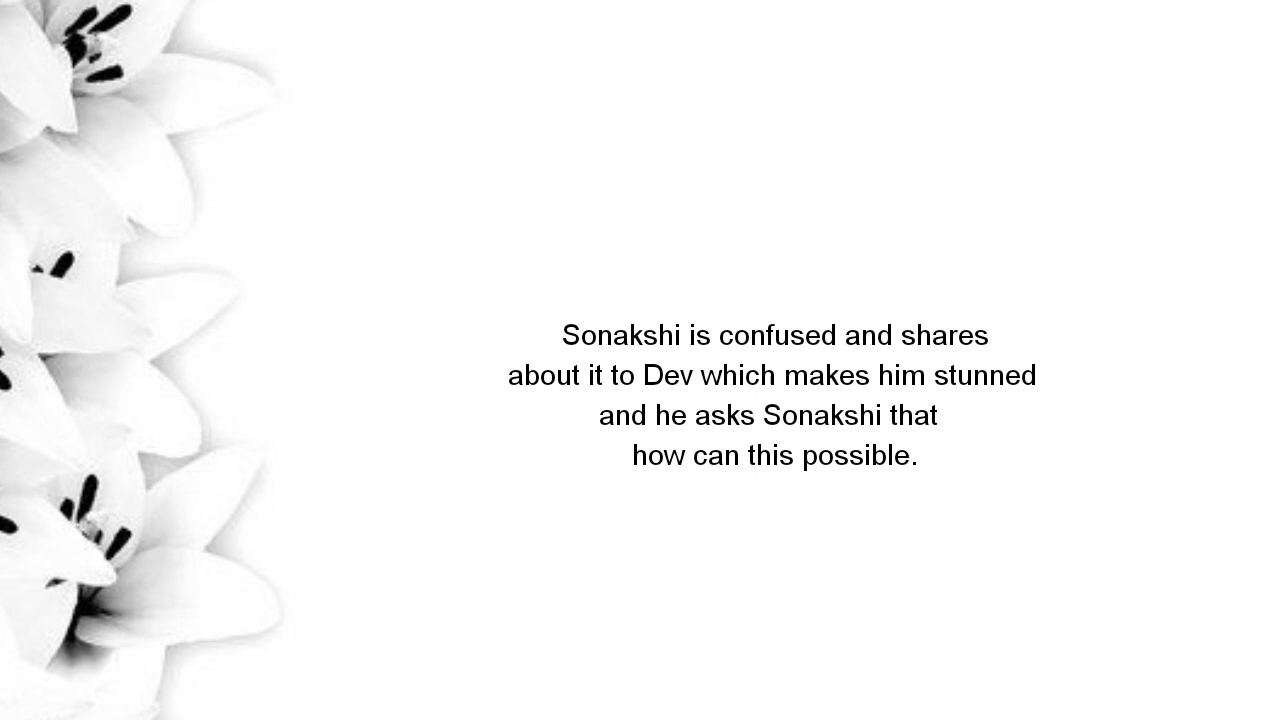 Sonakshi is confused and shares
about it to Dev which makes him stunned
and he asks Sonakshi that
how can this possible.